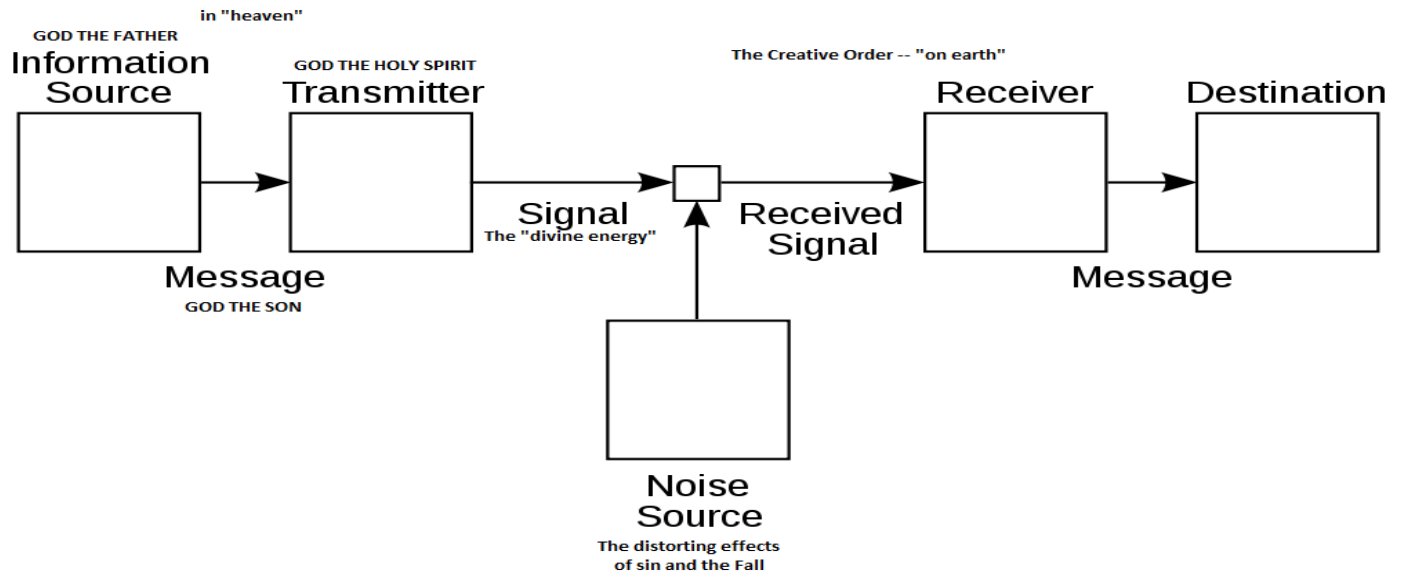 in "heaven"
GOD THE FATHER
Information
Source
GOD THE HOLY SPIRIT
Transmitter
The Creative Order -- "on earth"
Receiver
Destination
Signal
The "divine energy"
Received
Signal
Message
GOD THE SON
Message
Noise
Source
The distorting effects
of sin and the Fall